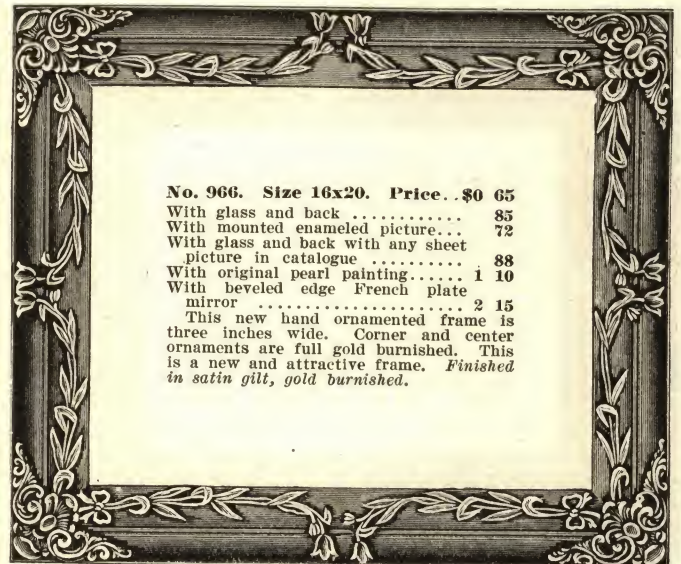 No. 966. Size 16x20. Price..$0 65
With glass and back ............ 85
With mounted enameled picture... 72
With glass and back with any sheet
picture in catalogue .......... 88
With original pearl painting...... 1 10
With beveled edge French plate
mirror ....................... 2 15
This new hand ornamented frame is
three inches wide. Corner and center
ornaments are full gold burnished. This
is a new and attractive frame. Finished
in satin gilt, gold burnished.